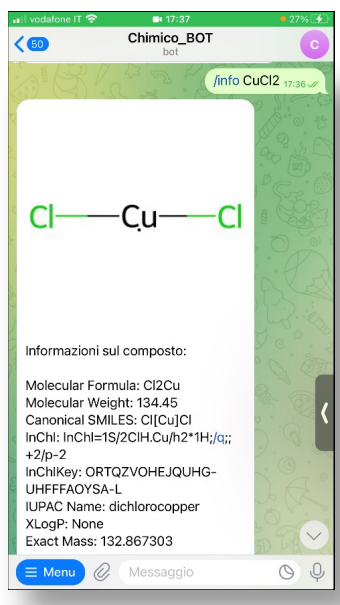 vodafone IT 17:37 27%
50 Chimico_BOT C
bot
/info CuCl2 17:36
Cl Cu Cl
Informazioni sul composto:
Molecular Formula: Cl2Cu
Molecular Weight: 134.45
Canonical SMILES: Cl[Cu]Cl
InChI: InChI=1S/2ClH.Cu/h2*1H;/q;;
+2/p-2
InChIKey: ORTQZVOHEJQUHG-
UHFFFAOYSA-L
IUPAC Name: dichlorocopper
XLogP: None
Exact Mass: 132.867303
Menu Messaggio